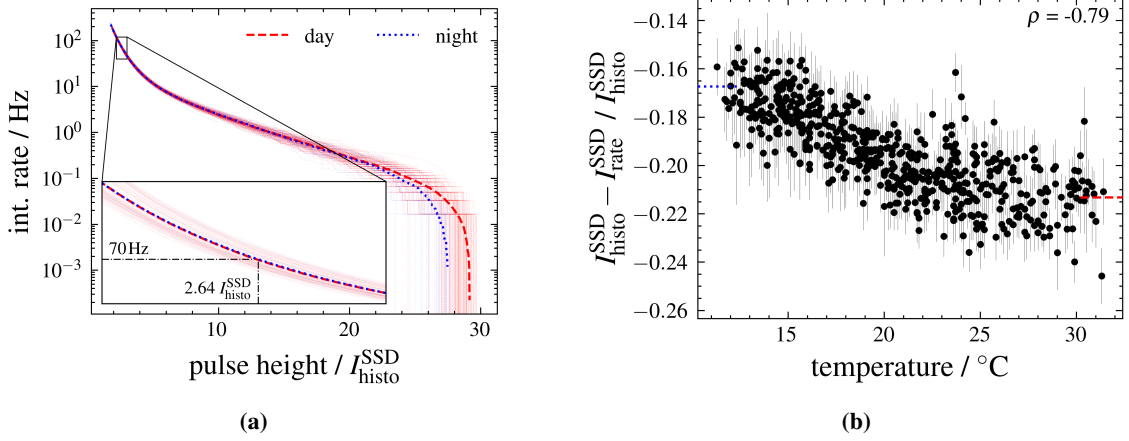 int. rate / Hz
10²
10¹
10⁰
10⁻¹
10⁻²
10⁻³
day night
70 Hz
2.64 I^SSD_histo
10 20 30
pulse height / I^SSD_histo
(a)
I^SSD_histo − I^SSD_rate / I^SSD_histo
−0.14
−0.16
−0.18
−0.20
−0.22
−0.24
−0.26
ρ = -0.79
15 20 25 30
temperature / °C
(b)